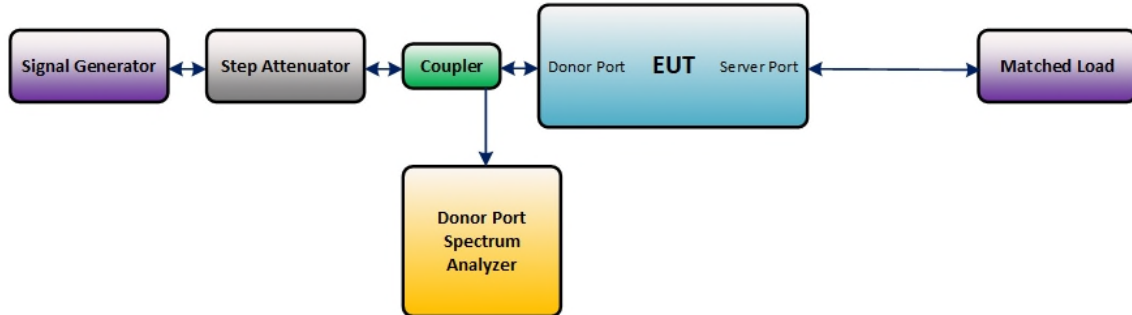 Signal Generator
Step Attenuator
Coupler
Donor Port
EUT
Server Port
Matched Load
Donor Port
Spectrum
Analyzer